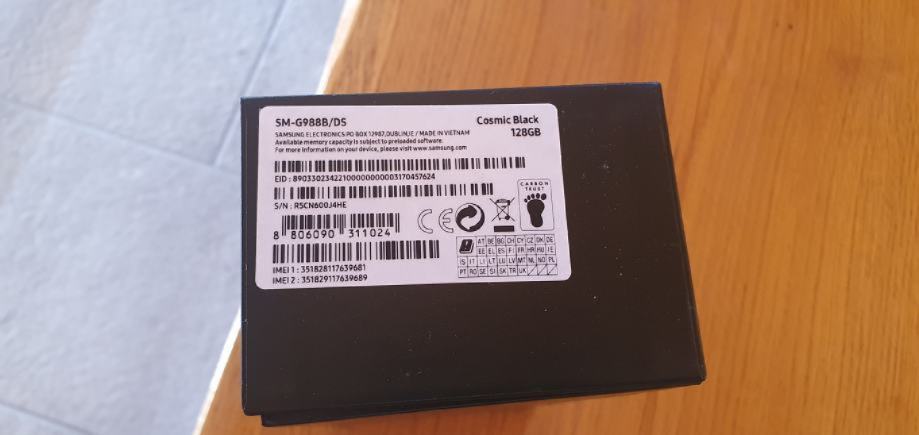 SM-G988B/DS
Cosmic Black
128GB
SAMSUNG ELECTRONICS PO BOX 12987,DUBLIN,IE / MADE IN VIETNAM
Available memory capacity is subject to preloaded software.
For more information on your device, please visit www.samsung.com
EID : 89033023422100000000003170457624
S/N : R5CN600J4HE
8 806090 311024
CE
CARBON TRUST
AT BE BG CH CY CZ DK DE
EE EL ES FI FR HR HU IE
IS IT LI LT LU LV MT NL NO PL
PT RO SE SI SK TR UK
IMEI 1 : 351828117639681
IMEI 2 : 351829117639689